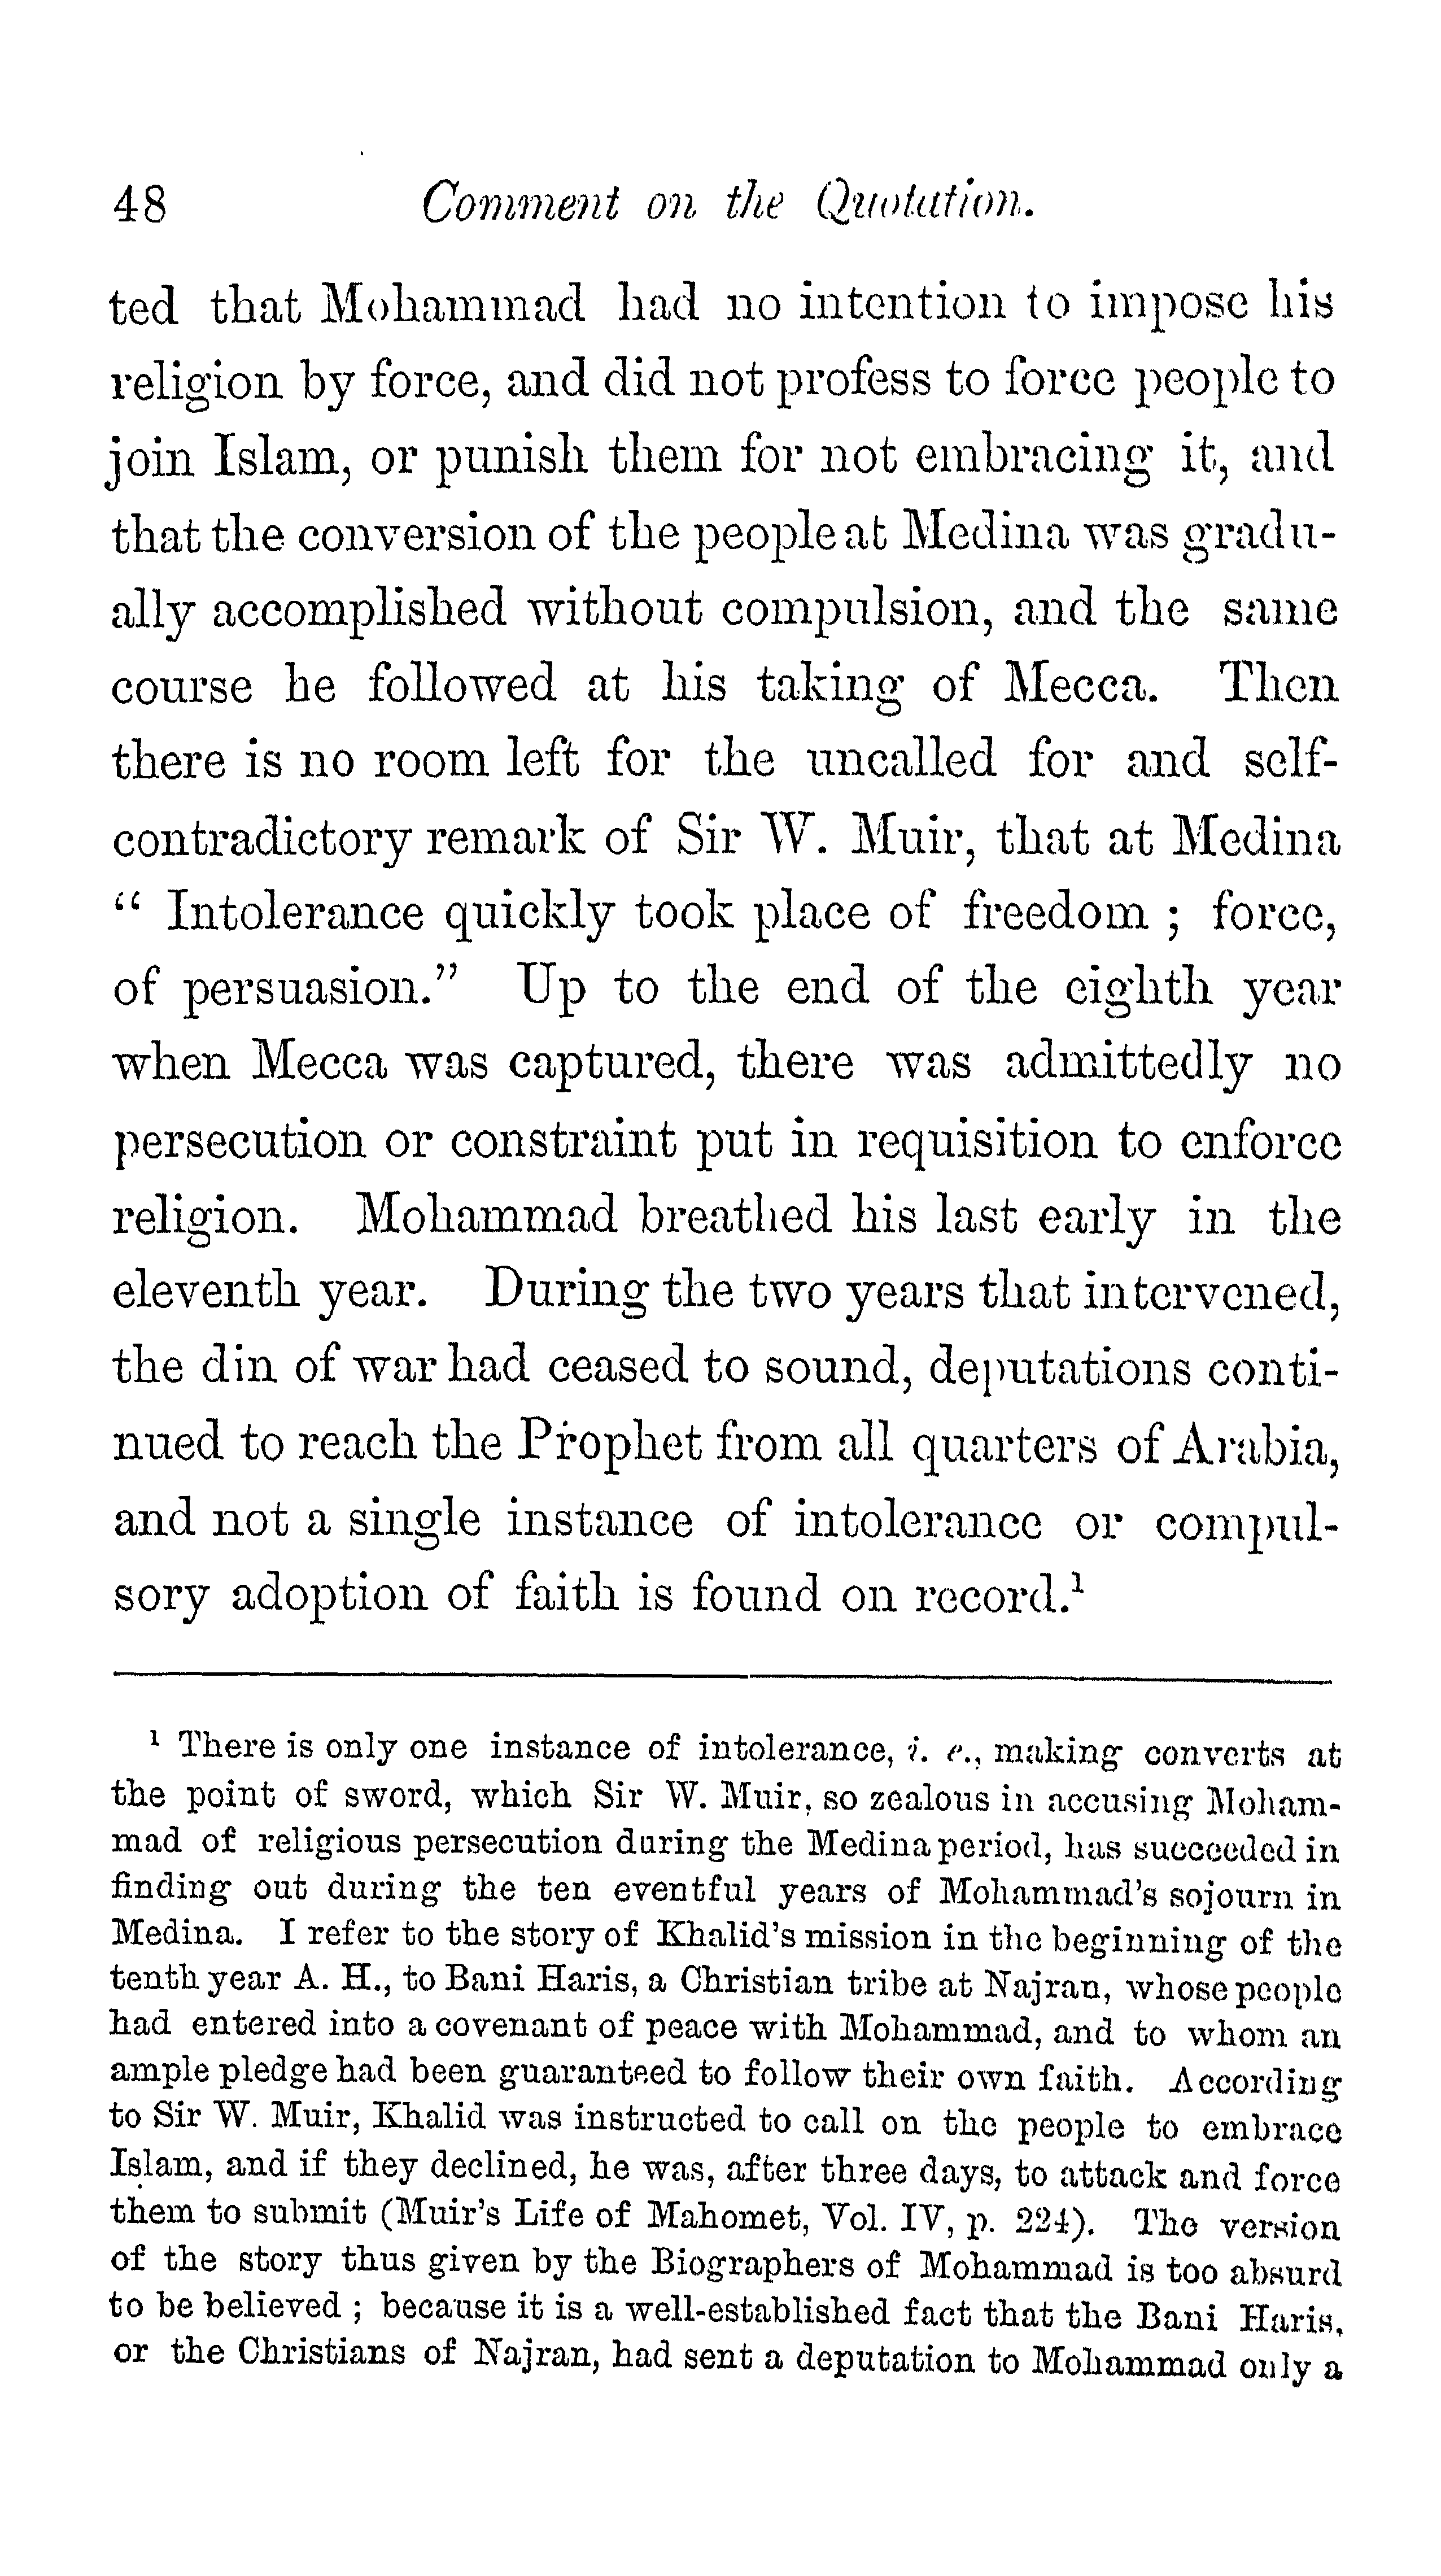 48 Comment on the Quotation.
ted that Mohammad had no intention to impose his
religion by force, and did not profess to force people to
join Islam, or punish them for not embracing it, and
that the conversion of the people at Medina was gradu-
ally accomplished without compulsion, and the same
course he followed at his taking of Mecca. Then
there is no room left for the uncalled for and self-
contradictory remark of Sir W. Muir, that at Medina
“ Intolerance quickly took place of freedom ; force,
of persuasion.” Up to the end of the eighth year
when Mecca was captured, there was admittedly no
persecution or constraint put in requisition to enforce
religion. Mohammad breathed his last early in the
eleventh year. During the two years that intervened,
the din of war had ceased to sound, deputations conti-
nued to reach the Prophet from all quarters of Arabia,
and not a single instance of intolerance or compul-
sory adoption of faith is found on record.¹
¹ There is only one instance of intolerance, i. e., making converts at
the point of sword, which Sir W. Muir, so zealous in accusing Moham-
mad of religious persecution during the Medina period, has succeeded in
finding out during the ten eventful years of Mohammad's sojourn in
Medina. I refer to the story of Khalid's mission in the beginning of the
tenth year A. H., to Bani Haris, a Christian tribe at Najran, whose people
had entered into a covenant of peace with Mohammad, and to whom an
ample pledge had been guaranteed to follow their own faith. According
to Sir W. Muir, Khalid was instructed to call on the people to embrace
Islam, and if they declined, he was, after three days, to attack and force
them to submit (Muir's Life of Mahomet, Vol. IV, p. 224). The version
of the story thus given by the Biographers of Mohammad is too absurd
to be believed ; because it is a well-established fact that the Bani Haris,
or the Christians of Najran, had sent a deputation to Mohammad only a